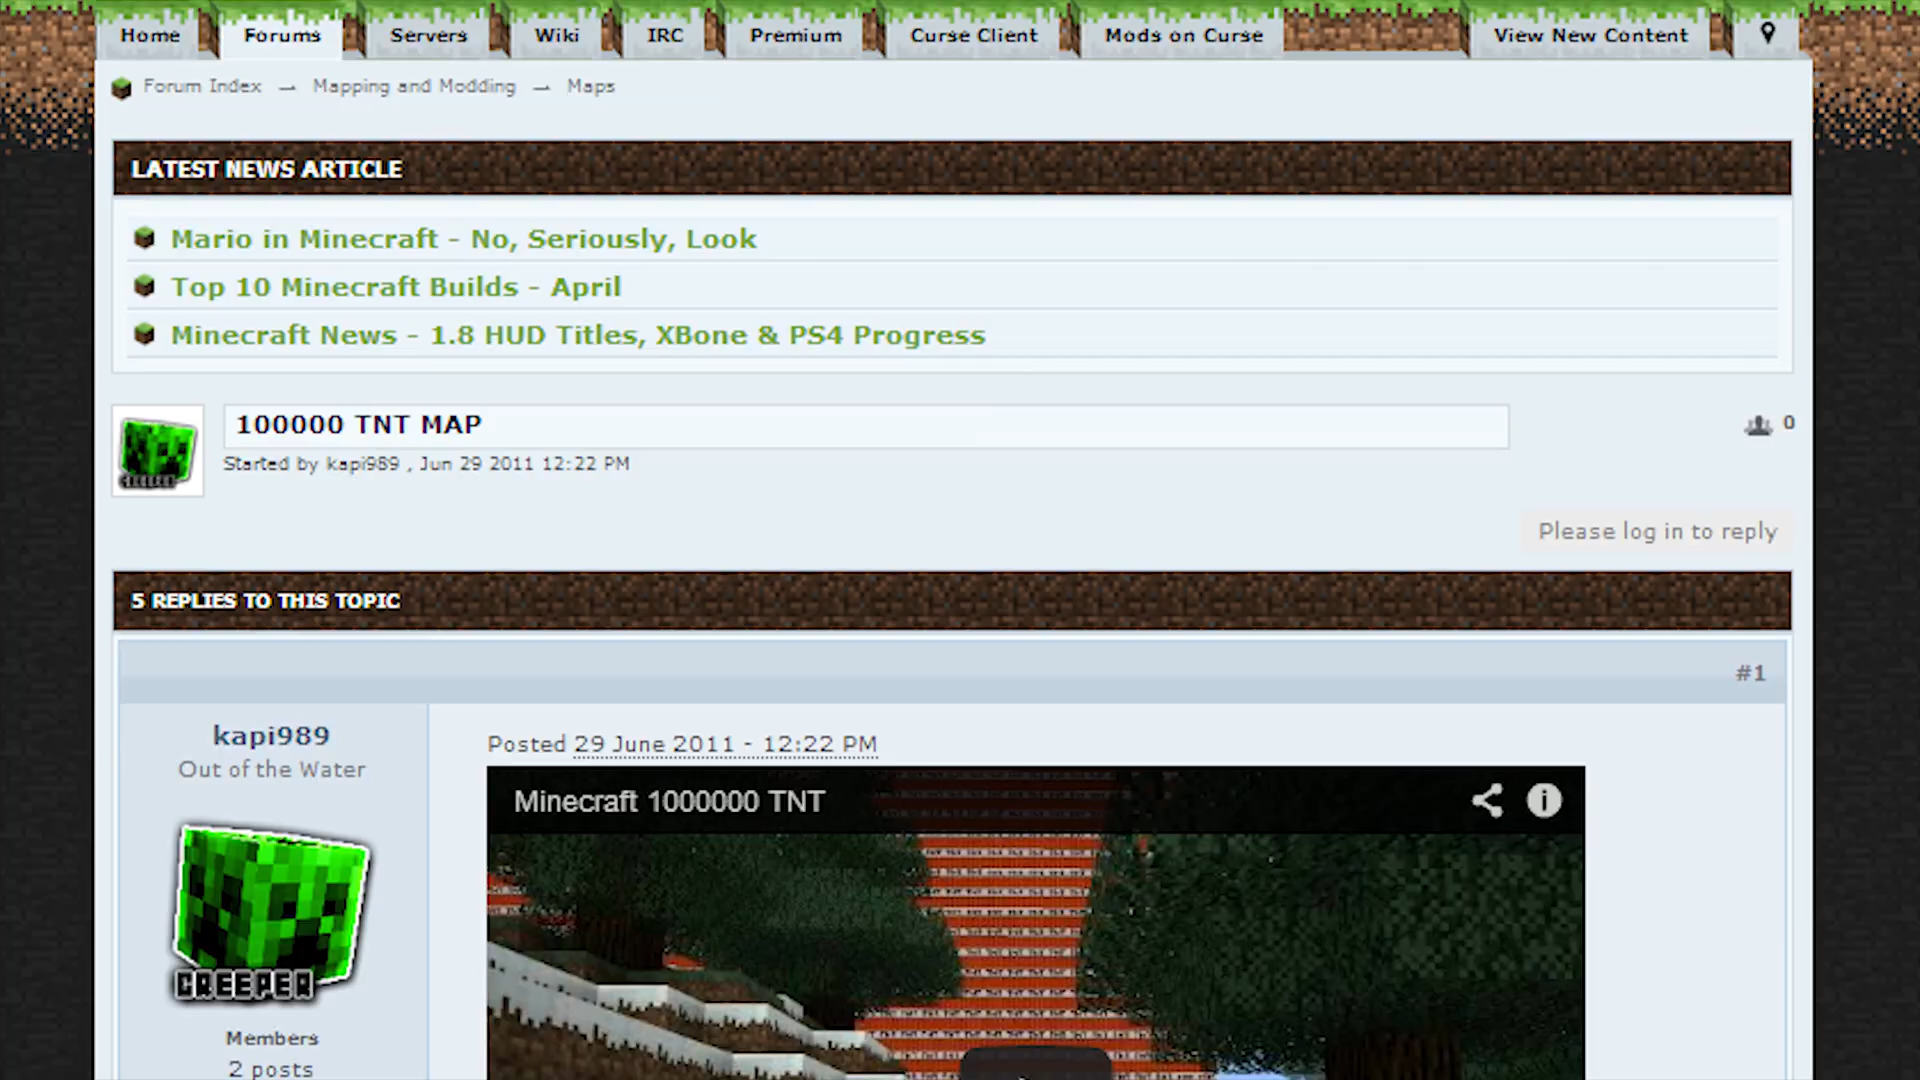 Home Forums Servers Wiki IRC Premium Curse Client Mods on Curse View New Content
Forum Index → Mapping and Modding → Maps
LATEST NEWS ARTICLE
Mario in Minecraft - No, Seriously, Look
Top 10 Minecraft Builds - April
Minecraft News - 1.8 HUD Titles, XBone & PS4 Progress
100000 TNT MAP
0
CREEPER
Started by kapi989 , Jun 29 2011 12:22 PM
Please log in to reply
5 REPLIES TO THIS TOPIC
#1
kapi989
Out of the Water
Posted 29 June 2011 - 12:22 PM
Minecraft 1000000 TNT
CREEPER
Members
2 posts